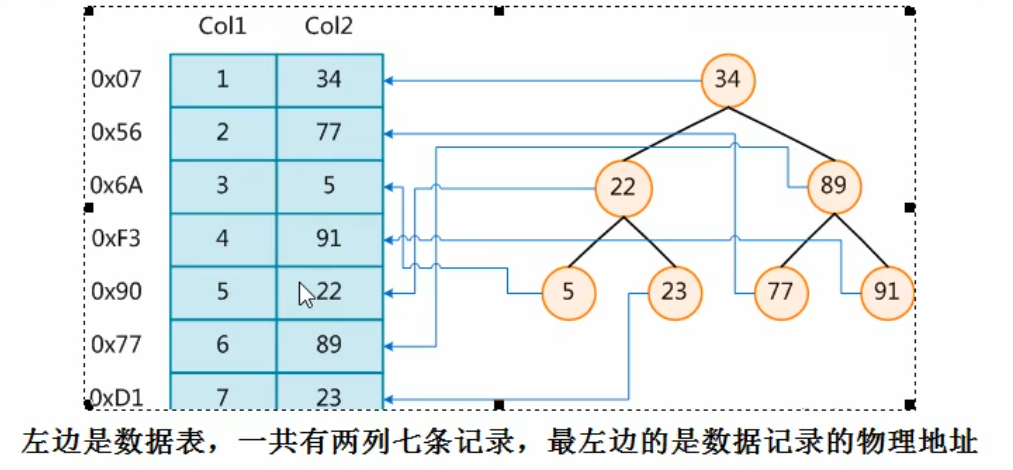 Col1 Col2
0x07 1 34 34
0x56 2 77
0x6A 3 5 22 89
0xF3 4 91
0x90 5 22 5 23 77 91
0x77 6 89
0xD1 7 23
左边是数据表，一共有两列七条记录，最左边的是数据记录的物理地址